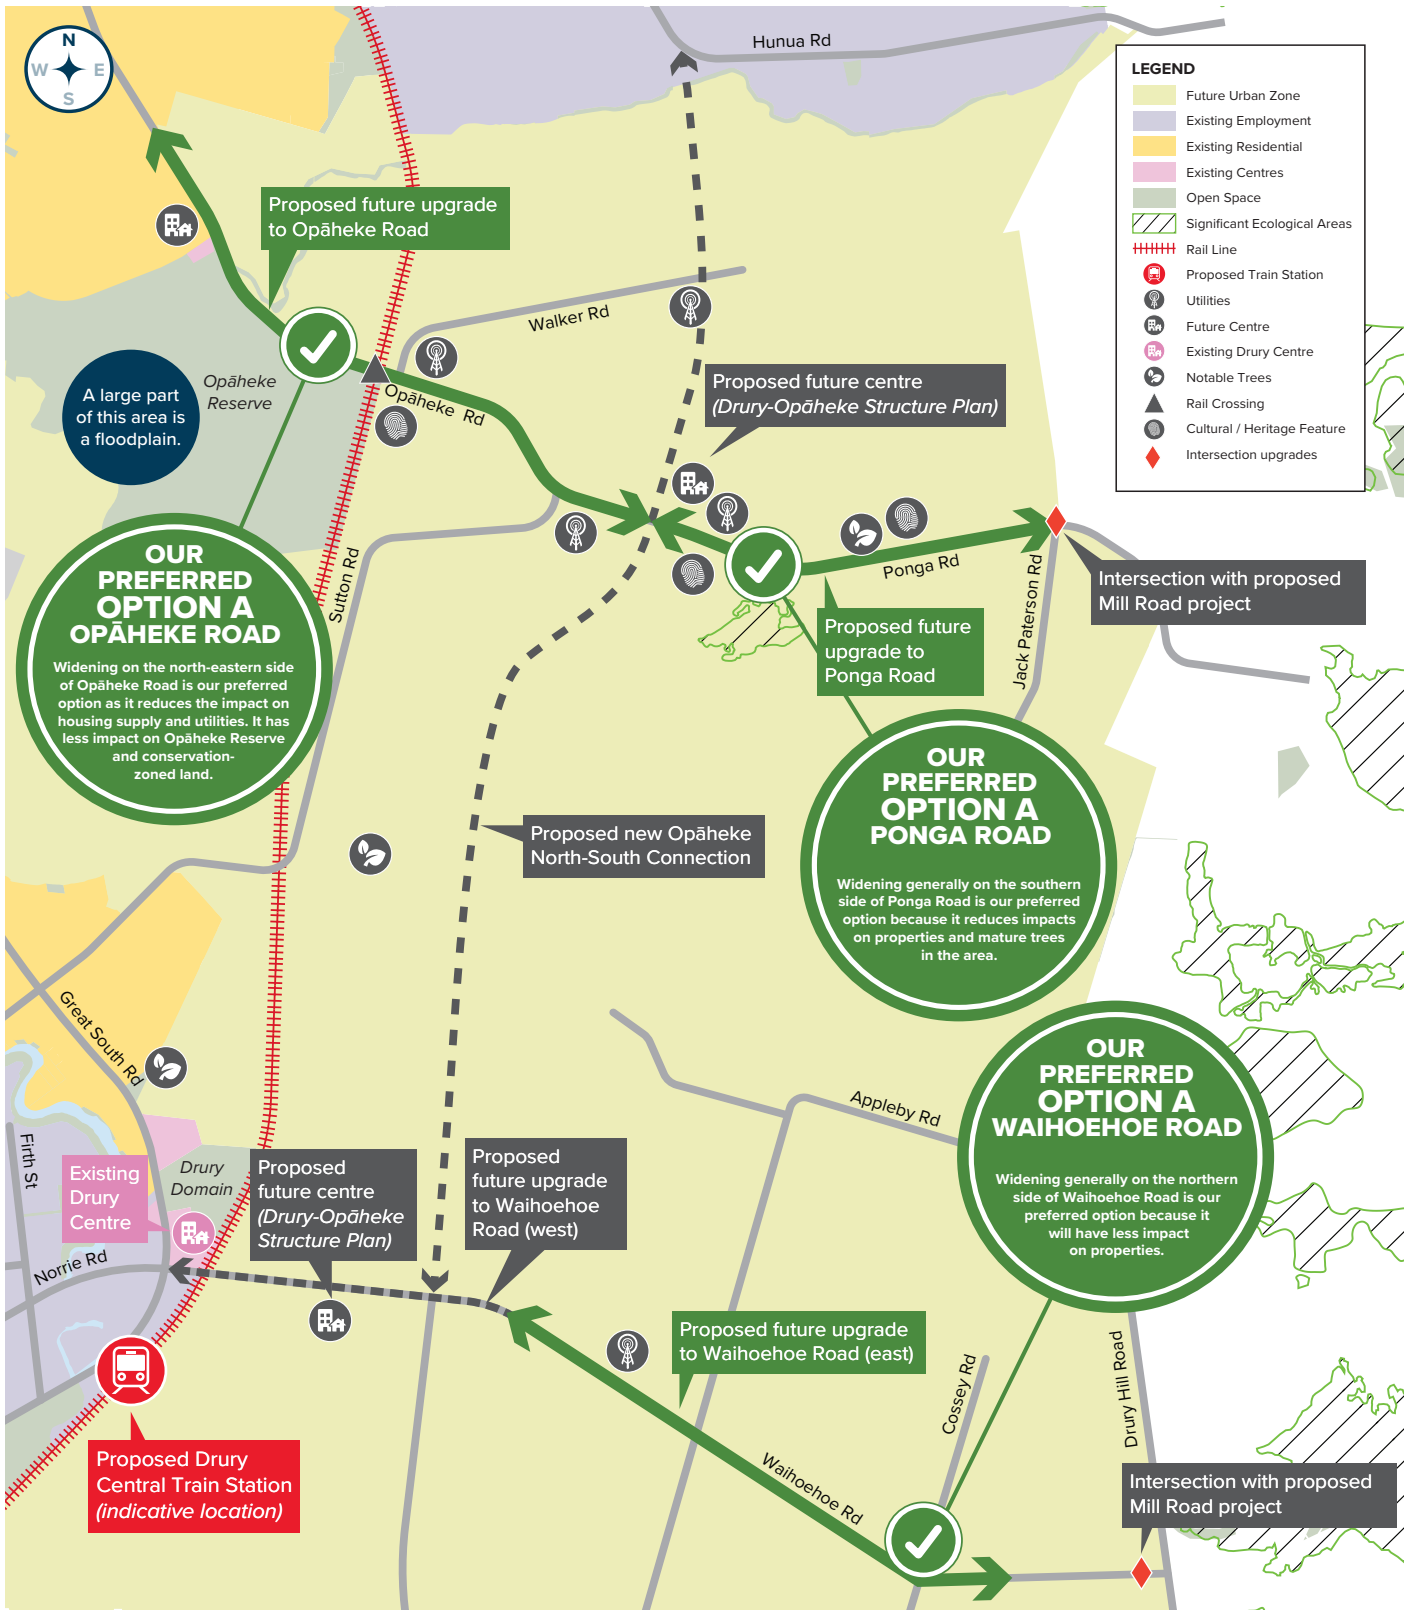 N
W
E
S
Hunua Rd
LEGEND
Future Urban Zone
Existing Employment
Existing Residential
Existing Centres
Open Space
Significant Ecological Areas
Rail Line
Proposed Train Station
Utilities
Future Centre
Existing Drury Centre
Notable Trees
Rail Crossing
Cultural / Heritage Feature
Intersection upgrades
Proposed future upgrade
to Opāheke Road
Walker Rd
A large part
of this area is
a floodplain.
Opāheke
Reserve
Opāheke Rd
Proposed future centre
(Drury-Opāheke Structure Plan)
OUR
PREFERRED
OPTION A
OPĀHEKE ROAD
Widening on the north-eastern side
of Opāheke Road is our preferred
option as it reduces the impact on
housing supply and utilities. It has
less impact on Opāheke Reserve
and conservation-
zoned land.
Sutton Rd
Ponga Rd
Jack Paterson Rd
Intersection with proposed
Mill Road project
Proposed future
upgrade to
Ponga Road
OUR
PREFERRED
OPTION A
PONGA ROAD
Widening generally on the southern
side of Ponga Road is our preferred
option because it reduces impacts
on properties and mature trees
in the area.
Proposed new Opāheke
North-South Connection
Great South Rd
Appleby Rd
OUR
PREFERRED
OPTION A
WAIHOEHOE ROAD
Widening generally on the northern
side of Waihoehoe Road is our
preferred option because it
will have less impact
on properties.
Firth St
Existing
Drury
Centre
Drury
Domain
Proposed
future centre
(Drury-Opāheke
Structure Plan)
Proposed
future upgrade
to Waihoehoe
Road (west)
Norrie Rd
Proposed future upgrade
to Waihoehoe Road (east)
Cossey Rd
Drury Hill Road
Proposed Drury
Central Train Station
(indicative location)
Waihoehoe Rd
Intersection with proposed
Mill Road project